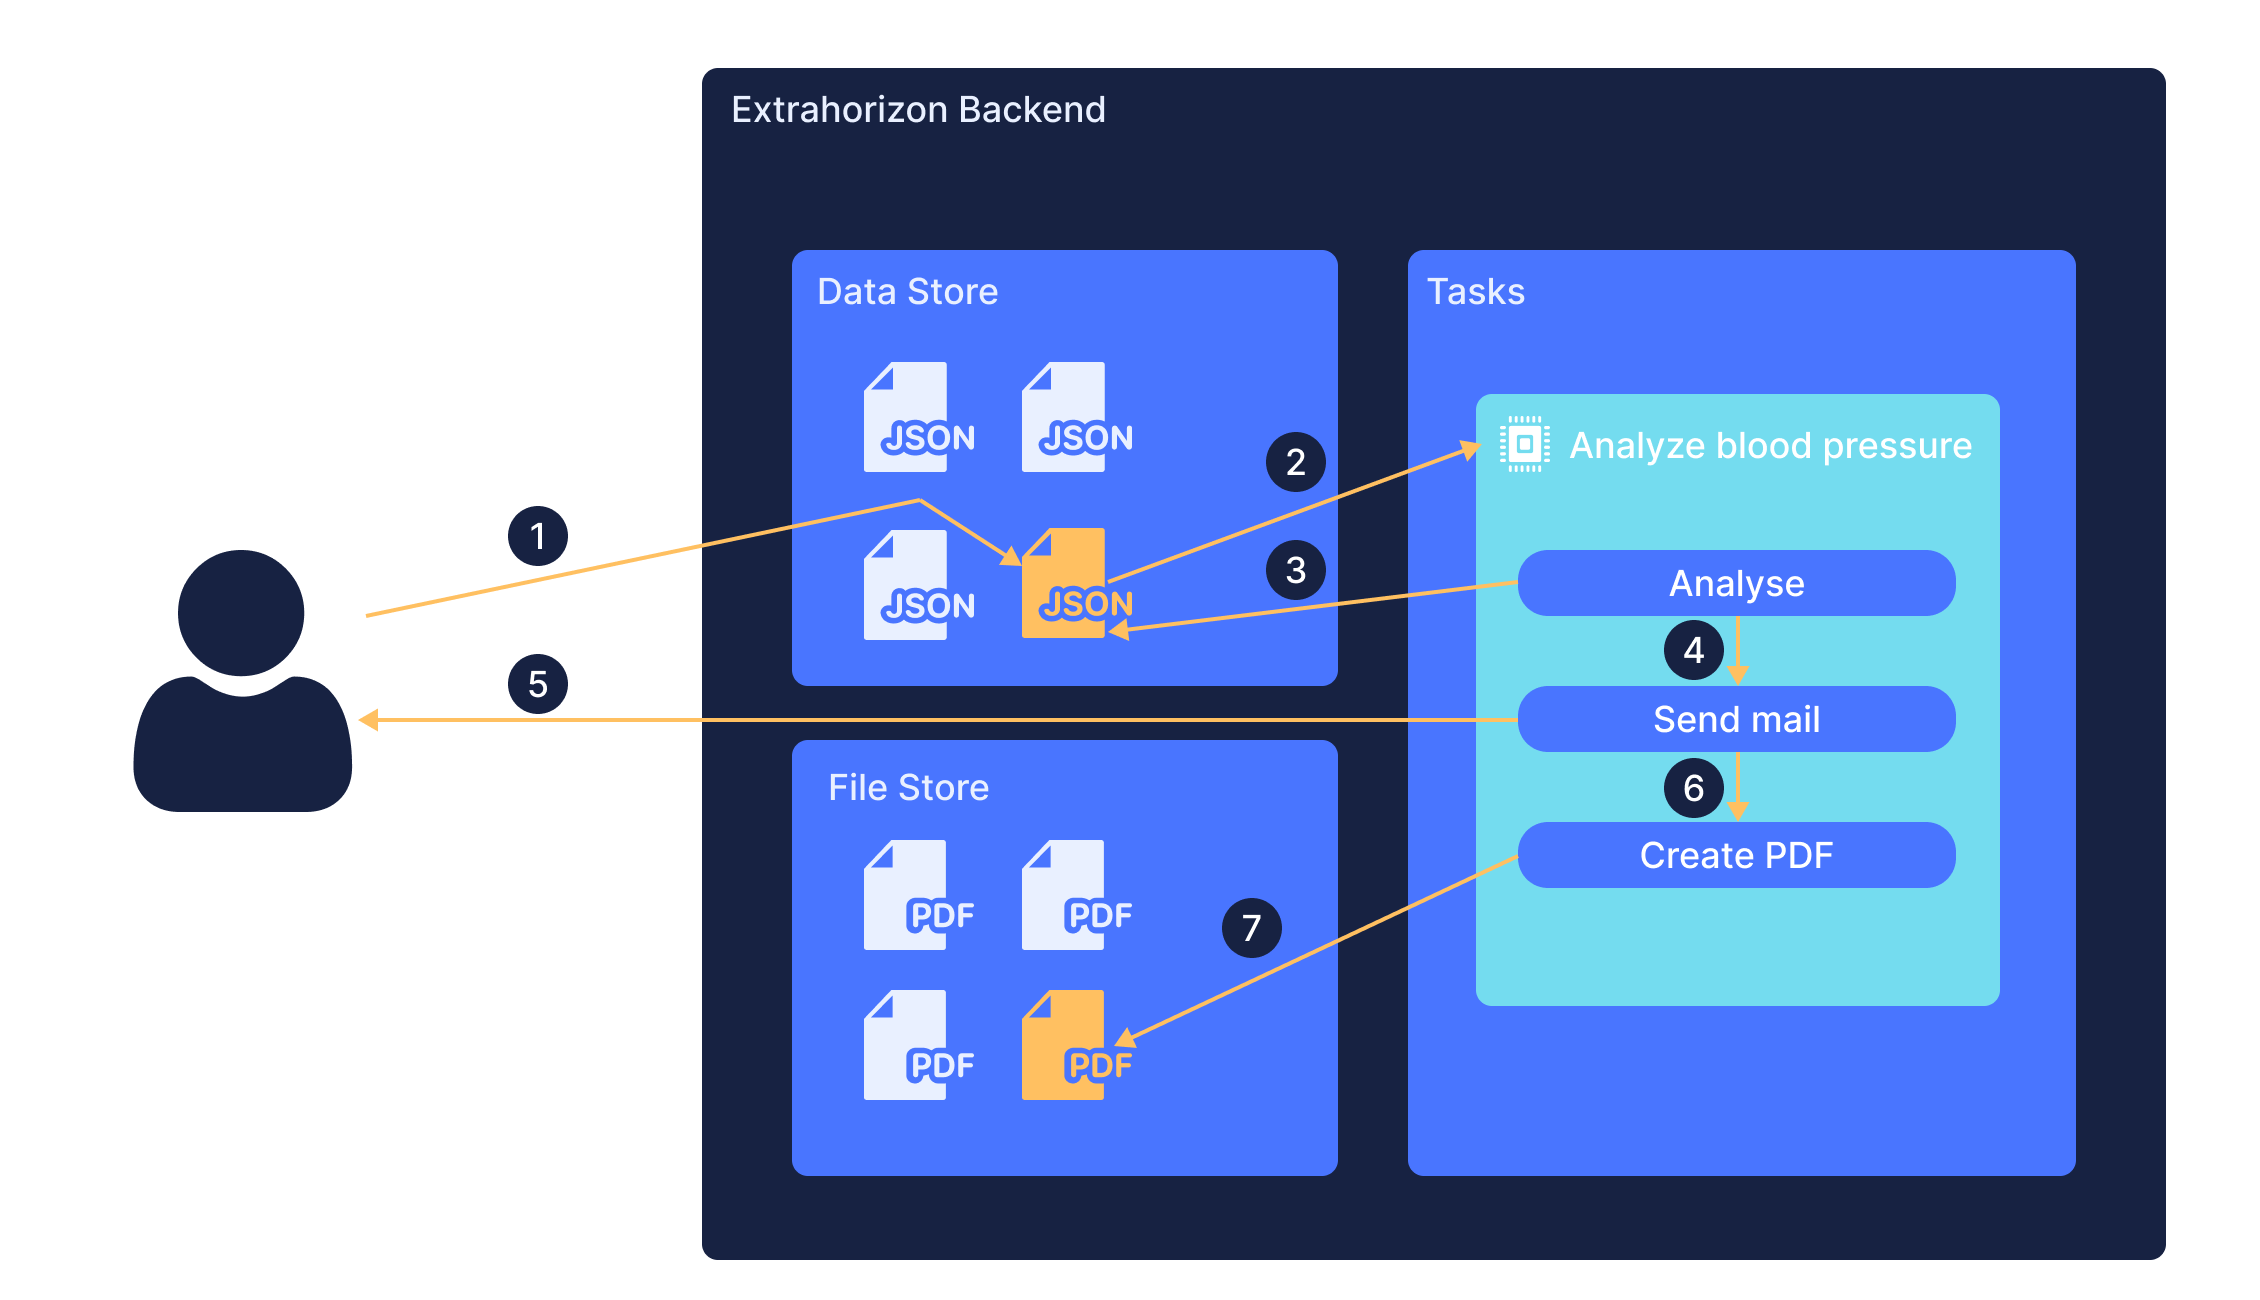 Extrahorizon Backend
Data Store
JSON
JSON
JSON
JSON
1
2
3
5
File Store
PDF
PDF
PDF
PDF
7
Tasks
Analyze blood pressure
Analyse
4
Send mail
6
Create PDF